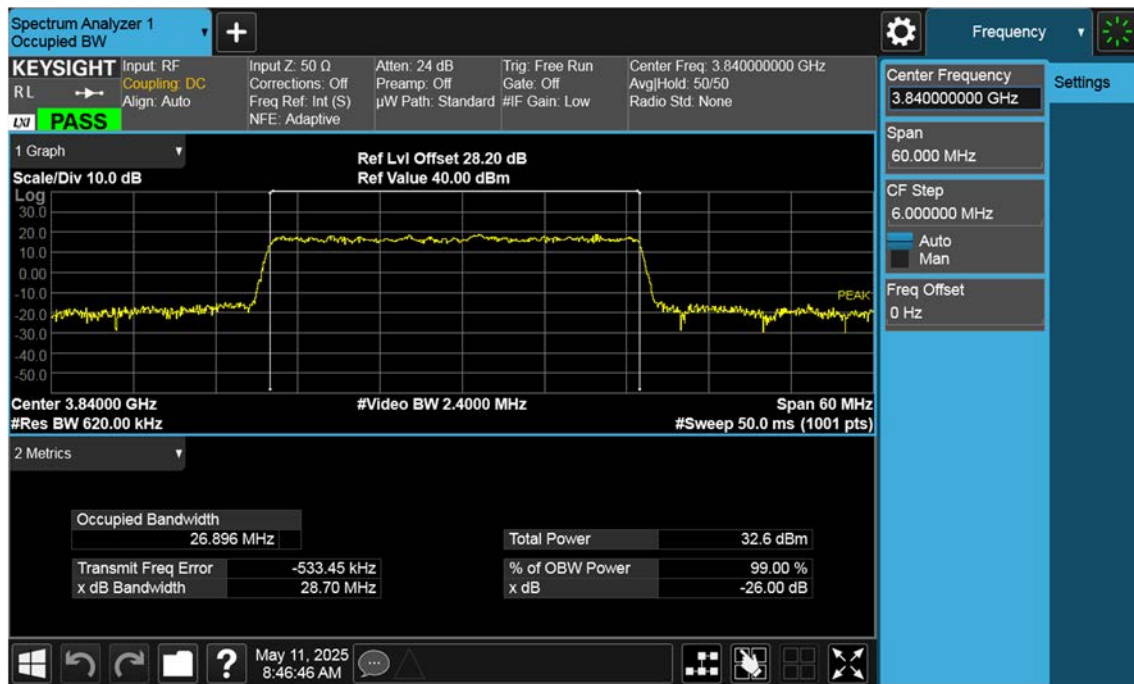 Spectrum Analyzer 1
Occupied BW
+
Frequency
KEYSIGHT
RL
LXI PASS
Input: RF
Coupling: DC
Align: Auto
Input Z: 50 Ω
Corrections: Off
Freq Ref: Int (S)
NFE: Adaptive
Atten: 24 dB
Preamp: Off
µW Path: Standard
Trig: Free Run
Gate: Off
#IF Gain: Low
Center Freq: 3.840000000 GHz
Avg|Hold: 50/50
Radio Std: None
1 Graph
Scale/Div 10.0 dB
Ref Lvl Offset 28.20 dB
Ref Value 40.00 dBm
Log
30.0
20.0
10.0
0.00
-10.0
-20.0
-30.0
-40.0
-50.0
PEAK
Center 3.84000 GHz
#Res BW 620.00 kHz
#Video BW 2.4000 MHz
Span 60 MHz
#Sweep 50.0 ms (1001 pts)
2 Metrics
Occupied Bandwidth
26.896 MHz
Total Power 32.6 dBm
Transmit Freq Error -533.45 kHz
x dB Bandwidth 28.70 MHz
% of OBW Power 99.00 %
x dB -26.00 dB
Center Frequency
3.840000000 GHz
Settings
Span
60.000 MHz
CF Step
6.000000 MHz
Auto
Man
Freq Offset
0 Hz
?
May 11, 2025
8:46:46 AM